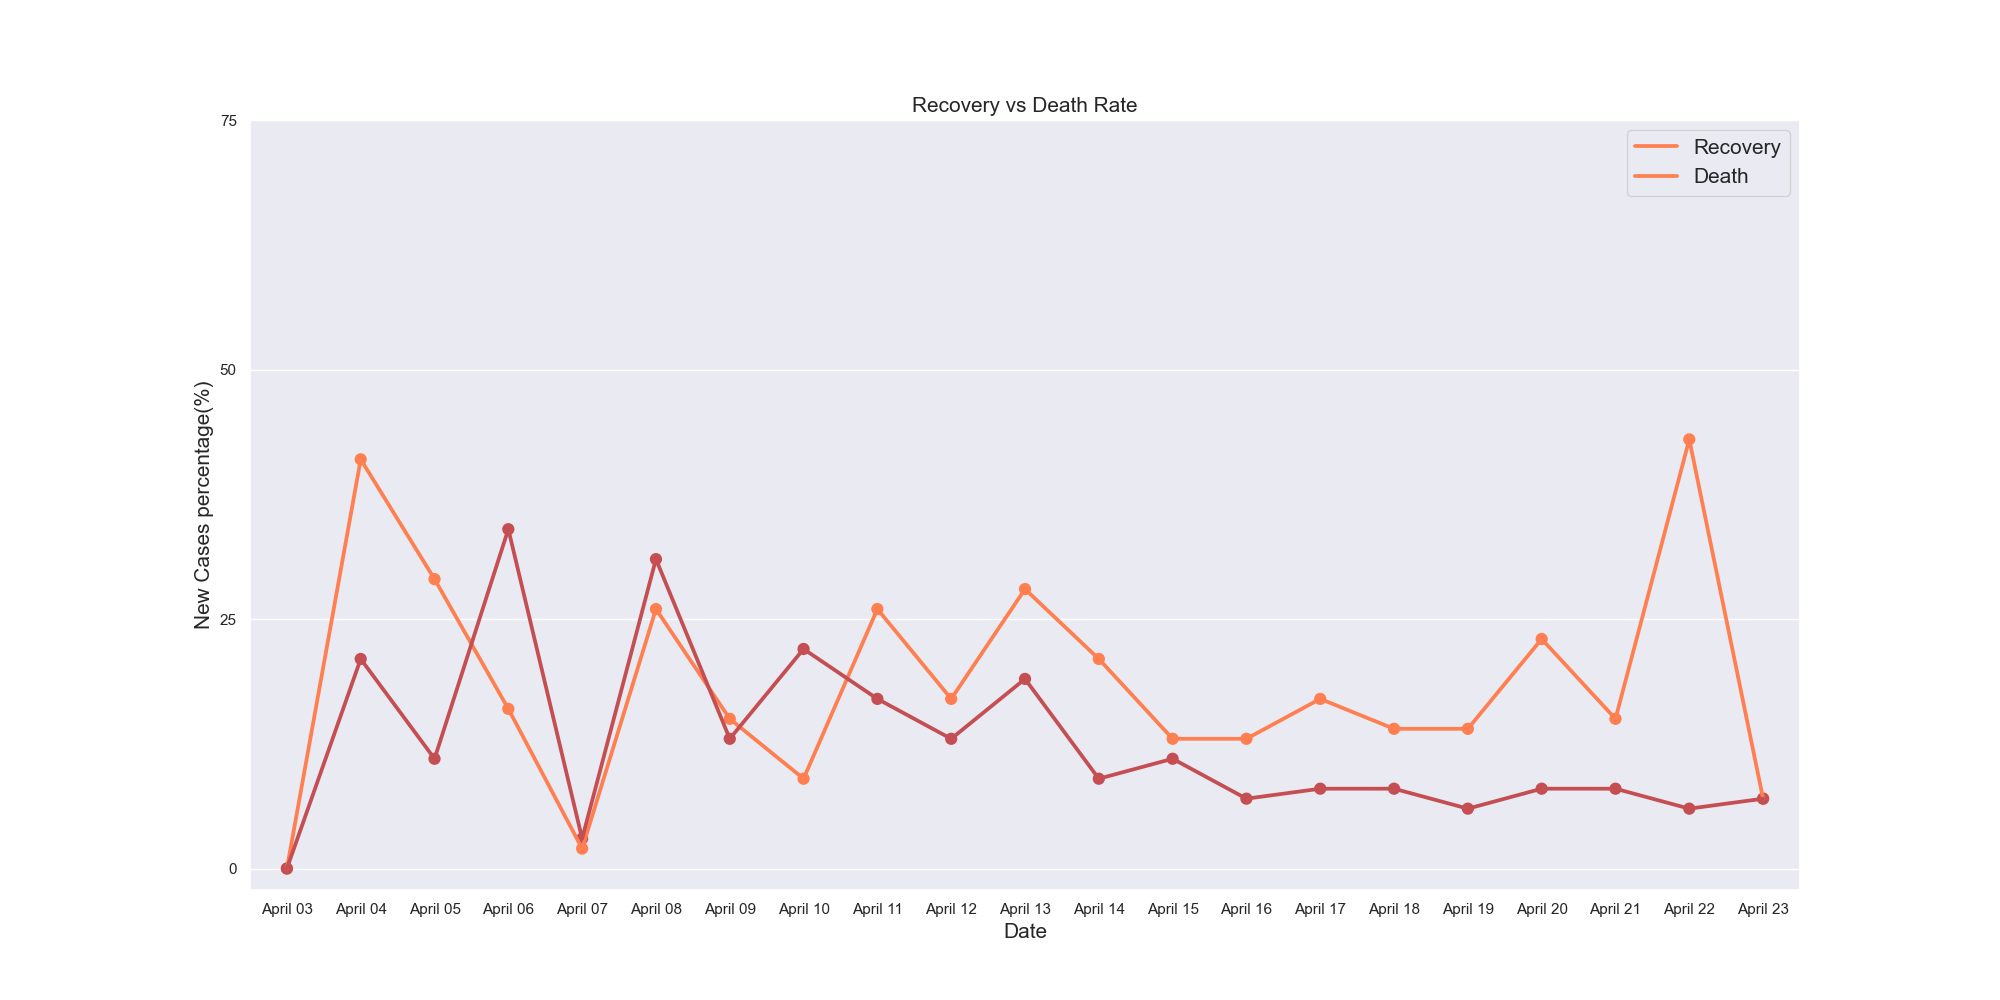 Recovery vs Death Rate
Recovery
Death
75
50
25
0
New Cases percentage(%)
April 03 April 04 April 05 April 06 April 07 April 08 April 09 April 10 April 11 April 12 April 13 April 14 April 15 April 16 April 17 April 18 April 19 April 20 April 21 April 22 April 23
Date